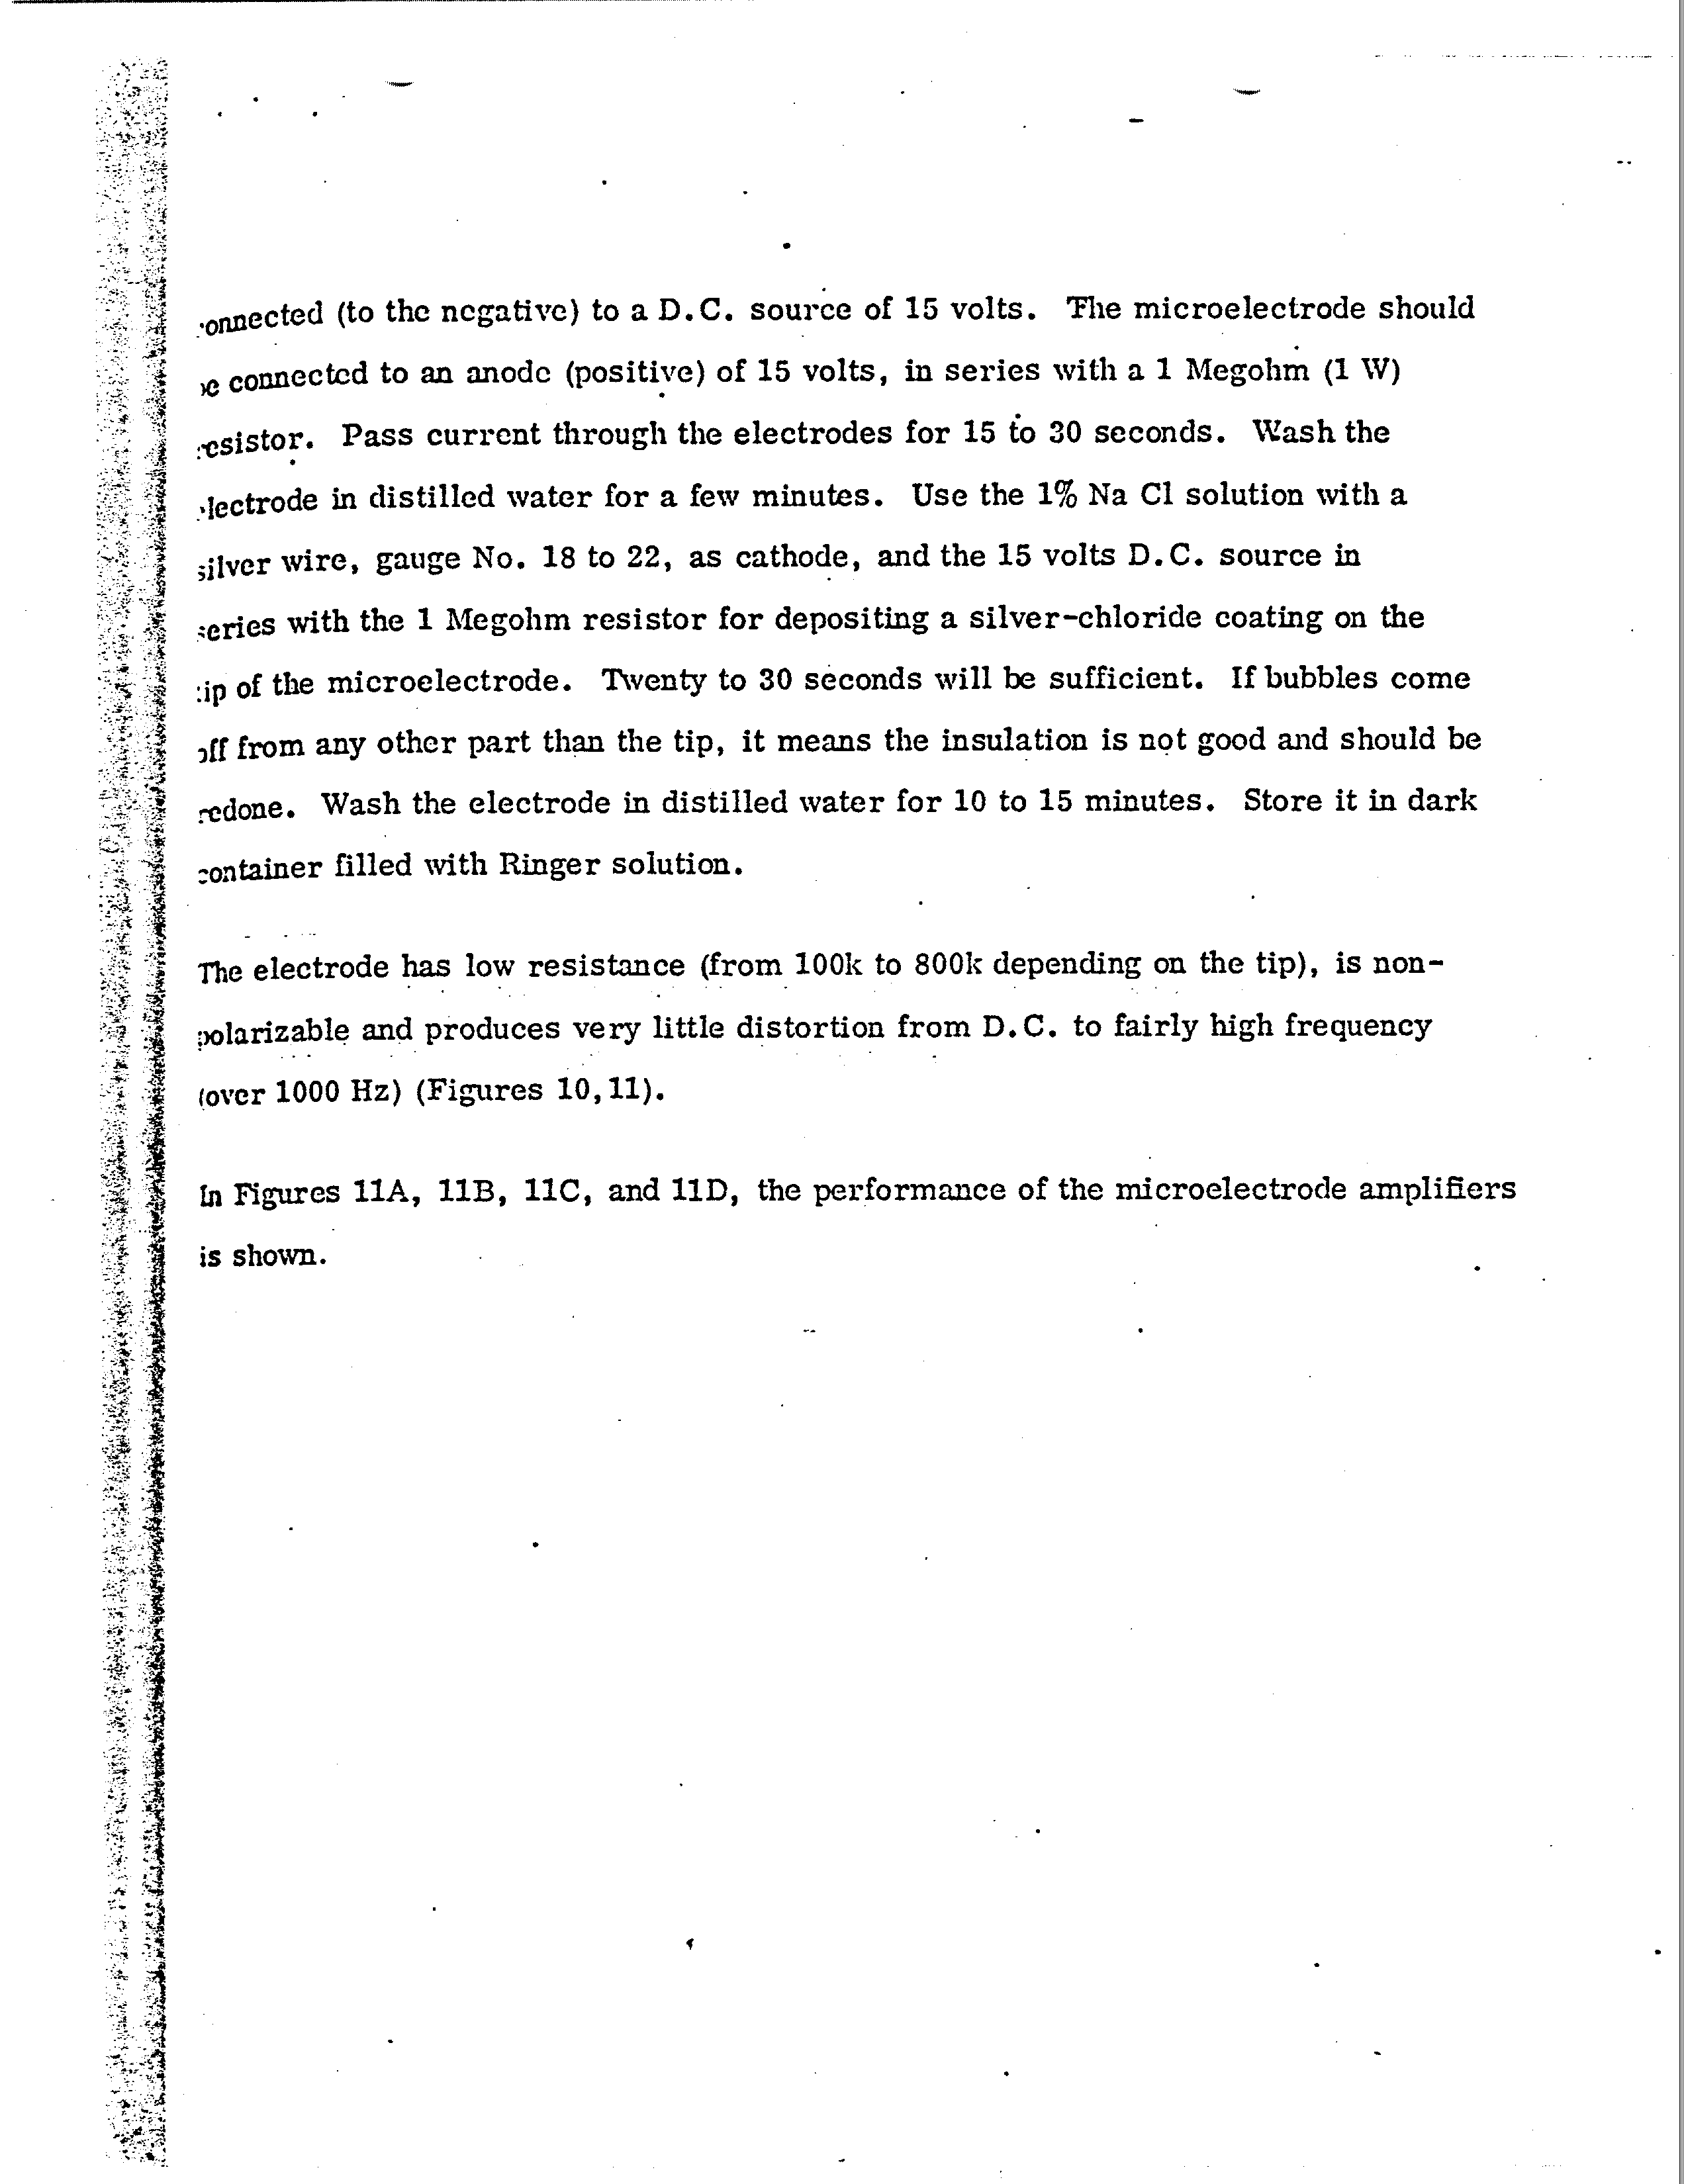 onnected (to the negative) to a D.C. source of 15 volts. The microelectrode should
be connected to an anode (positive) of 15 volts, in series with a 1 Megohm (1 W)
resistor. Pass current through the electrodes for 15 to 30 seconds. Wash the
electrode in distilled water for a few minutes. Use the 1% Na Cl solution with a
silver wire, gauge No. 18 to 22, as cathode, and the 15 volts D.C. source in
series with the 1 Megohm resistor for depositing a silver-chloride coating on the
tip of the microelectrode. Twenty to 30 seconds will be sufficient. If bubbles come
off from any other part than the tip, it means the insulation is not good and should be
redone. Wash the electrode in distilled water for 10 to 15 minutes. Store it in dark
container filled with Ringer solution.
The electrode has low resistance (from 100k to 800k depending on the tip), is non-
polarizable and produces very little distortion from D.C. to fairly high frequency
(over 1000 Hz) (Figures 10,11).
In Figures 11A, 11B, 11C, and 11D, the performance of the microelectrode amplifiers
is shown.